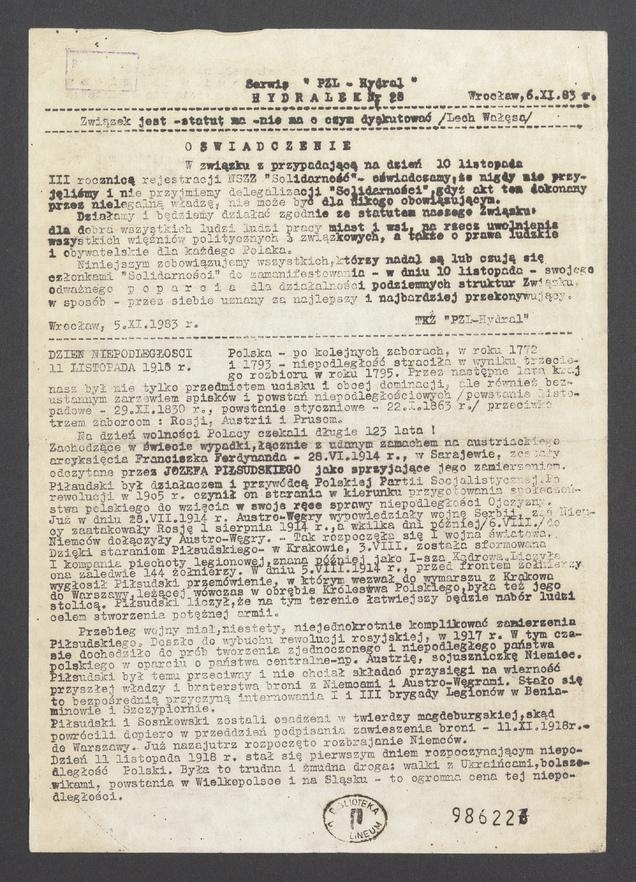 Serwis " PZL - Hydral "
HYDRALEK Nr 28 Wrocław, 6.XI.83 r.
Związek jest -statut ma -nie ma o czym dyskutować /Lech Wałęsa/
OŚWIADCZENIE
W związku z przypadającą na dzień 10 listopada
III rocznicą rejestracji NSZZ "Solidarność"- oświadczamy,że nigdy nie przy-
jęliśmy i nie przyjmiemy delegalizacji "Solidarności",gdyż akt ten dokonany
przez nielegalną władzę, nie może być dla nikogo obowiązującym.
Działamy i będziemy działać zgodnie ze statutem naszego Związku:
dla dobra wszystkich ludzi ludzi pracy miast i wsi, na rzecz uwolnienia
wszystkich więźniów politycznych i związkowych, a także o prawa ludzkie
i obywatelskie dla każdego Polaka.
Niniejszym zobowiązujemy wszystkich,którzy nadal są lub czują się
członkami "Solidarności" do zamanifestowania - w dniu 10 listopada - swojego
odważnego p o p a r c i a dla działalności podziemnych struktur Związku,
w sposób - przez siebie uznany za najlepszy i najbardziej przekonywujący.
Wrocław, 5.XI.1983 r. TKZ "PZL-Hydral"
DZIEŃ NIEPODLEGŁOŚCI Polska - po kolejnych zaborach, w roku 1772
11 LISTOPADA 1918 r. i 1793 - niepodległość straciła w wyniku trzecie-
go rozbioru w roku 1795. Przez następne lata kraj
nasz był nie tylko przedmiotem ucisku i obcej dominacji, ale również bez-
ustannym zarzewiem spisków i powstań niepodległościowych /powstanie listo-
padowe - 29.XI.1830 r., powstanie styczniowe - 22.I.1863 r./ przeciwko
trzem zaborcom : Rosji, Austrii i Prusom.
Na dzień wolności Polacy czekali długie 123 lata !
Zachodzące w świecie wypadki,łącznie z udanym zamachem na austriackiego
arcyksięcia Franciszka Ferdynanda - 28.VI.1914 r., w Sarajewie, zostały
odczytane przez JÓZEFA PIŁSUDSKIEGO jako sprzyjające jego zamierzeniom.
Piłsudski był działaczem i przywódcą Polskiej Partii Socjalistycznej.Po
rewolucji w 1905 r. czynił on starania w kierunku przygotowania społeczeń-
stwa polskiego do wzięcia w swoje ręce sprawy niepodległości Ojczyzny.
Już w dniu 28.VII.1914 r. Austro-Węgry wypowiedziały wojnę Serbii, zaś Niem-
cy zaatakowały Rosję 1 sierpnia 1914 r., a wkilka dni później/6.VIII./do
Niemców dołączyły Austro-Węgry. - Tak rozpoczęła się I wojna światowa.
Dzięki staraniom Piłsudskiego- w Krakowie, 3.VIII. została sformowana
I kompania piechoty legionowej,znana później jako I-sza Kadrowa.Liczyła
ona zaledwie 144 żołnierzy. W dniu 5.VIII.1914 r., przed frontem żołnierzy
wygłosił Piłsudski przemówienie, w którym wezwał do wymarszu z Krakowa
do Warszawy,leżącej wówczas w obrębie Królestwa Polskiego,była też jego
stolicą. Piłsudski liczył,że na tym terenie łatwiejszy będzie nabór ludzi
celem stworzenia potężnej armii.
Przebieg wojny miał,niestety, niejednokrotnie komplikować zamierzenia
Piłsudskiego. Doszło do wybuchu rewolucji rosyjskiej, w 1917 r. W tym cza-
sie dochodziło do prób tworzenia zjednoczonego i niepodległego państwa
polskiego w oparciu o państwa centralne-np. Austrię, sojuszniczkę Niemiec.
Piłsudski był temu przeciwny i nie chciał składać przysięgi na wierność
przyszłej władzy i braterstwa broni z Niemcami i Austro-Węgrami. Stało się
to bezpośrednią przyczyną internowania I i III brygady Legionów w Benia-
minowie i Szczypiornie.
Piłsudski i Sosnkowski zostali osadzeni w twierdzy magdeburgskiej,skąd
powrócili dopiero w przeddzień podpisania zawieszenia broni - 11.XI.1918r.-
do Warszawy. Już nazajutrz rozpoczęto rozbrajanie Niemców.
Dzień 11 listopada 1918 r. stał się pierwszym dniem rozpoczynającym niepo-
dległość Polski. Była to trudna i żmudna droga: walki z Ukraińcami,bolsze-
wikami, powstania w Wielkopolsce i na Śląsku - to ogromna cena tej niepo-
dległości.
BIBLIOTEKA
P
LINEUM